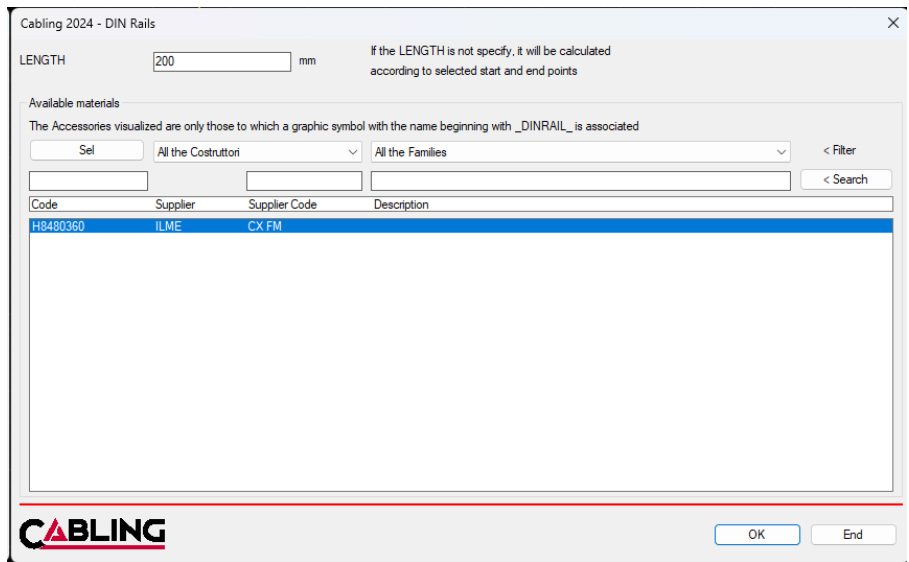 Cabling 2024 - DIN Rails
LENGTH 200 mm
If the LENGTH is not specify, it will be calculated
according to selected start and end points
Available materials
The Accessories visualized are only those to which a graphic symbol with the name beginning with _DINRAIL_ is associated
Sel All the Costruttori All the Families < Filter
< Search
Code Supplier Supplier Code Description
H8480360 ILME CX FM
CABLING
OK End